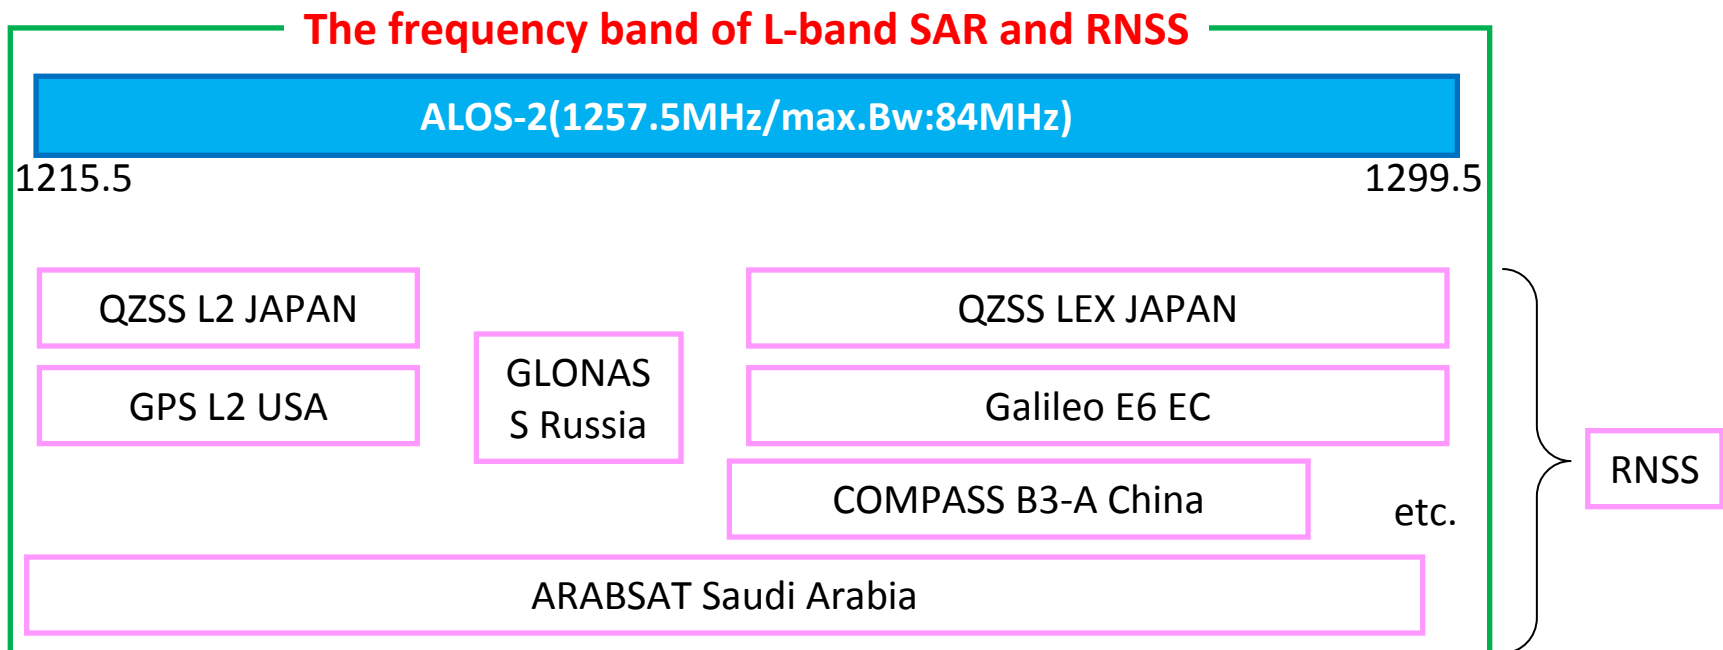 The frequency band of L-band SAR and RNSS
ALOS-2(1257.5MHz/max.Bw:84MHz)
1215.5
1299.5
QZSS L2 JAPAN
QZSS LEX JAPAN
GLONAS
S Russia
GPS L2 USA
Galileo E6 EC
COMPASS B3-A China
etc.
ARABSAT Saudi Arabia
RNSS